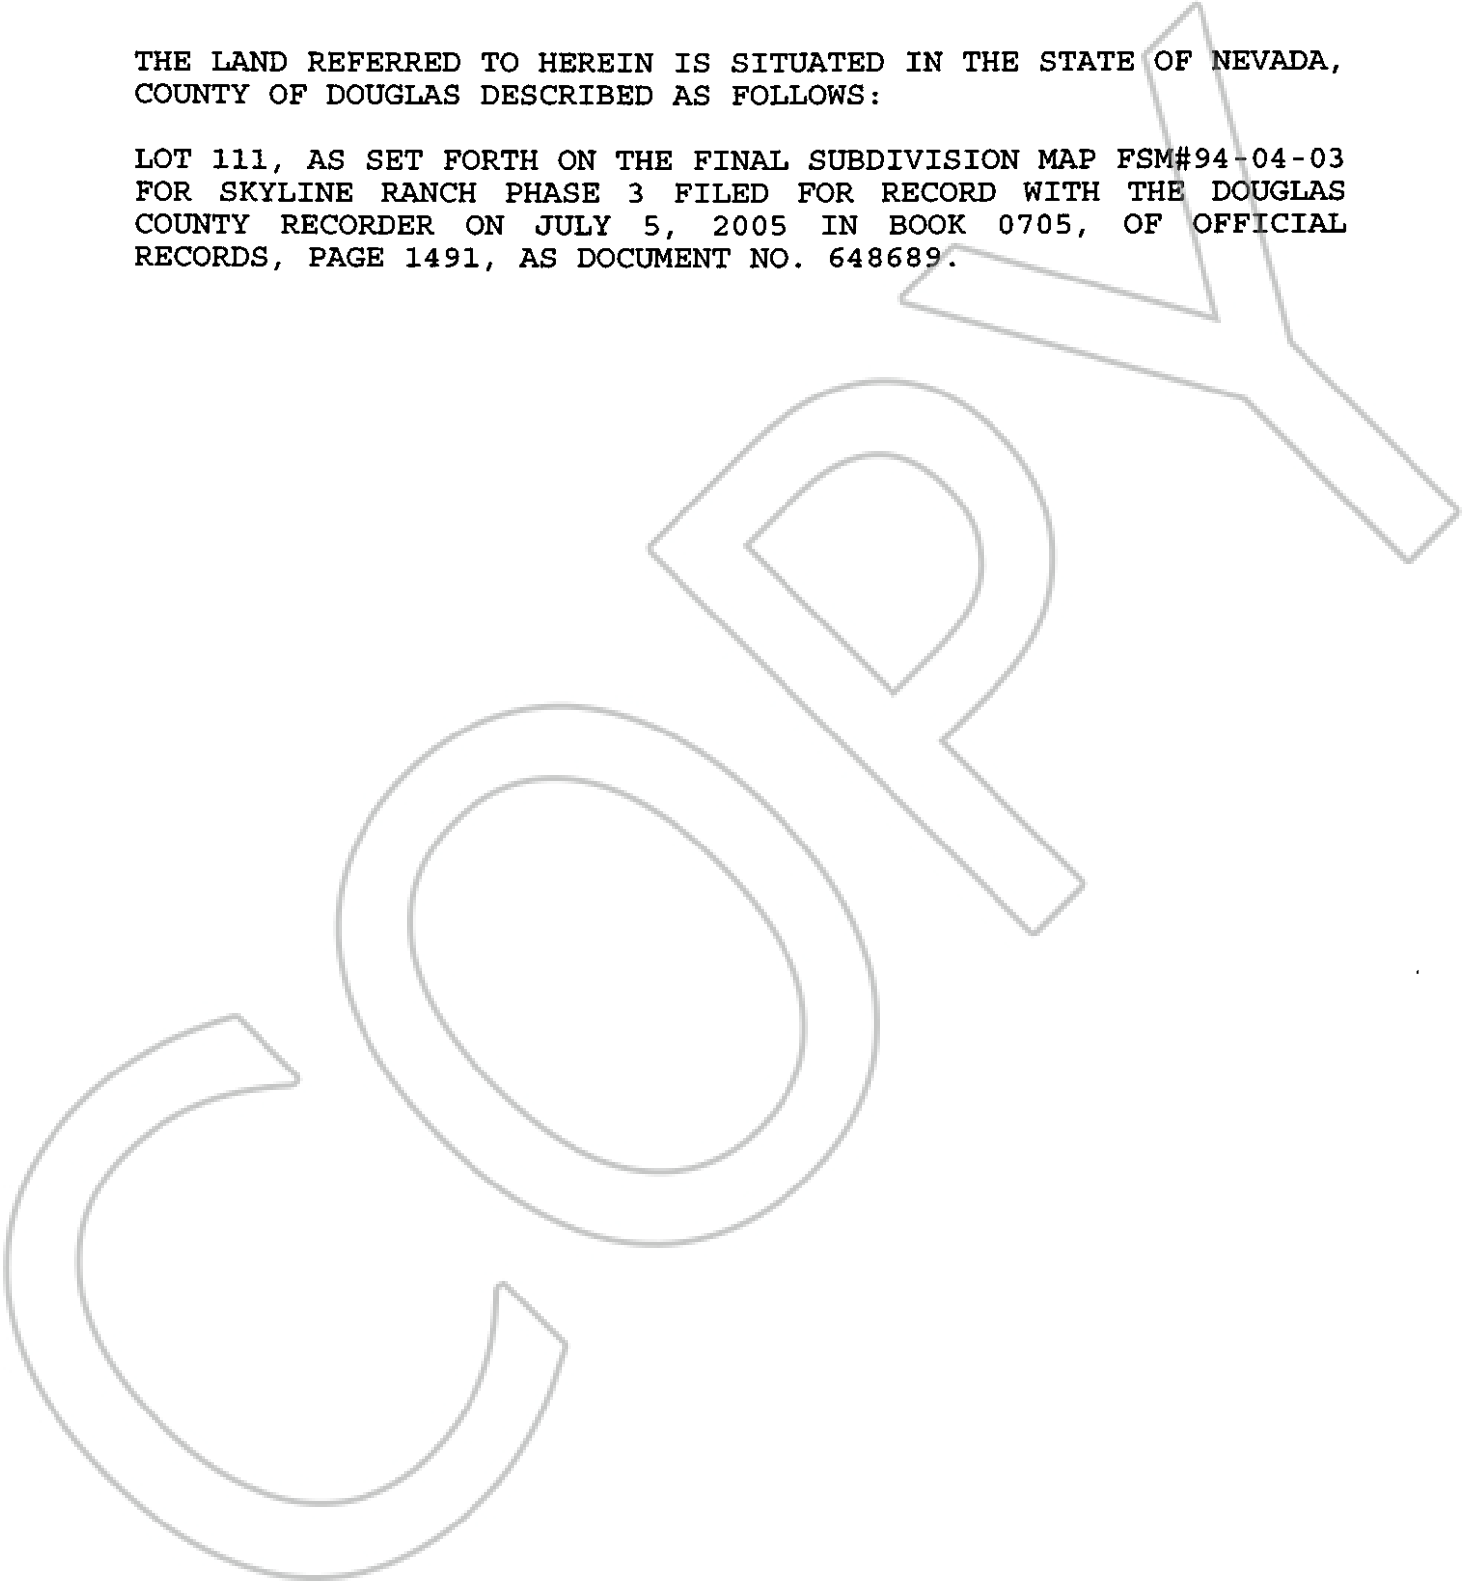 THE LAND REFERRED TO HEREIN IS SITUATED IN THE STATE OF NEVADA,
COUNTY OF DOUGLAS DESCRIBED AS FOLLOWS:
LOT 111, AS SET FORTH ON THE FINAL SUBDIVISION MAP FSM#94-04-03
FOR SKYLINE RANCH PHASE 3 FILED FOR RECORD WITH THE DOUGLAS
COUNTY RECORDER ON JULY 5, 2005 IN BOOK 0705, OF OFFICIAL
RECORDS, PAGE 1491, AS DOCUMENT NO. 648689.
COPY